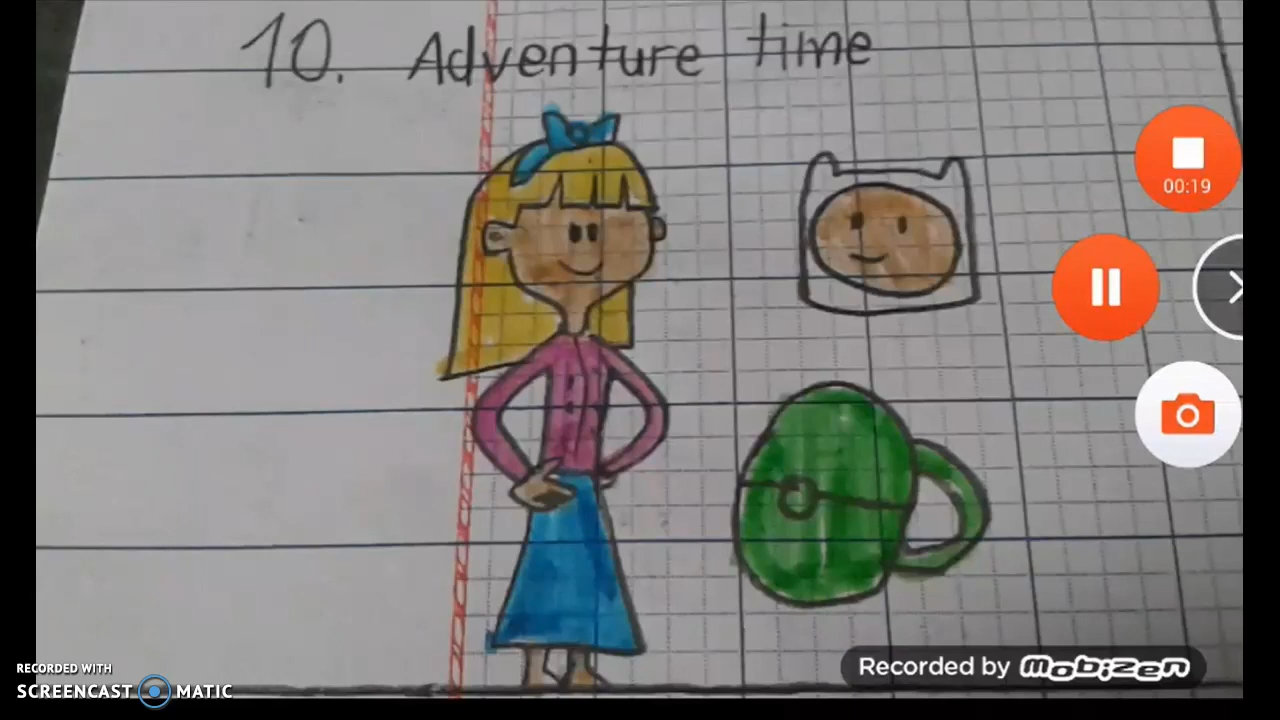 10. Adventure time
00:19
Recorded by mobizen
RECORDED WITH
SCREENCAST MATIC